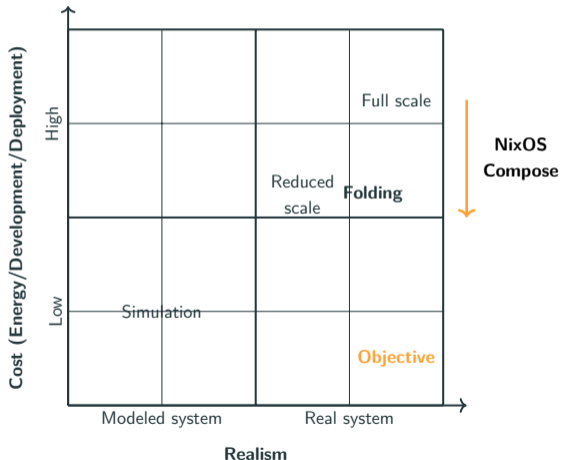 Cost (Energy/Development/Deployment)
High
Low
Full scale
NixOS
Compose
Reduced
scale
Folding
Simulation
Objective
Modeled system
Real system
Realism